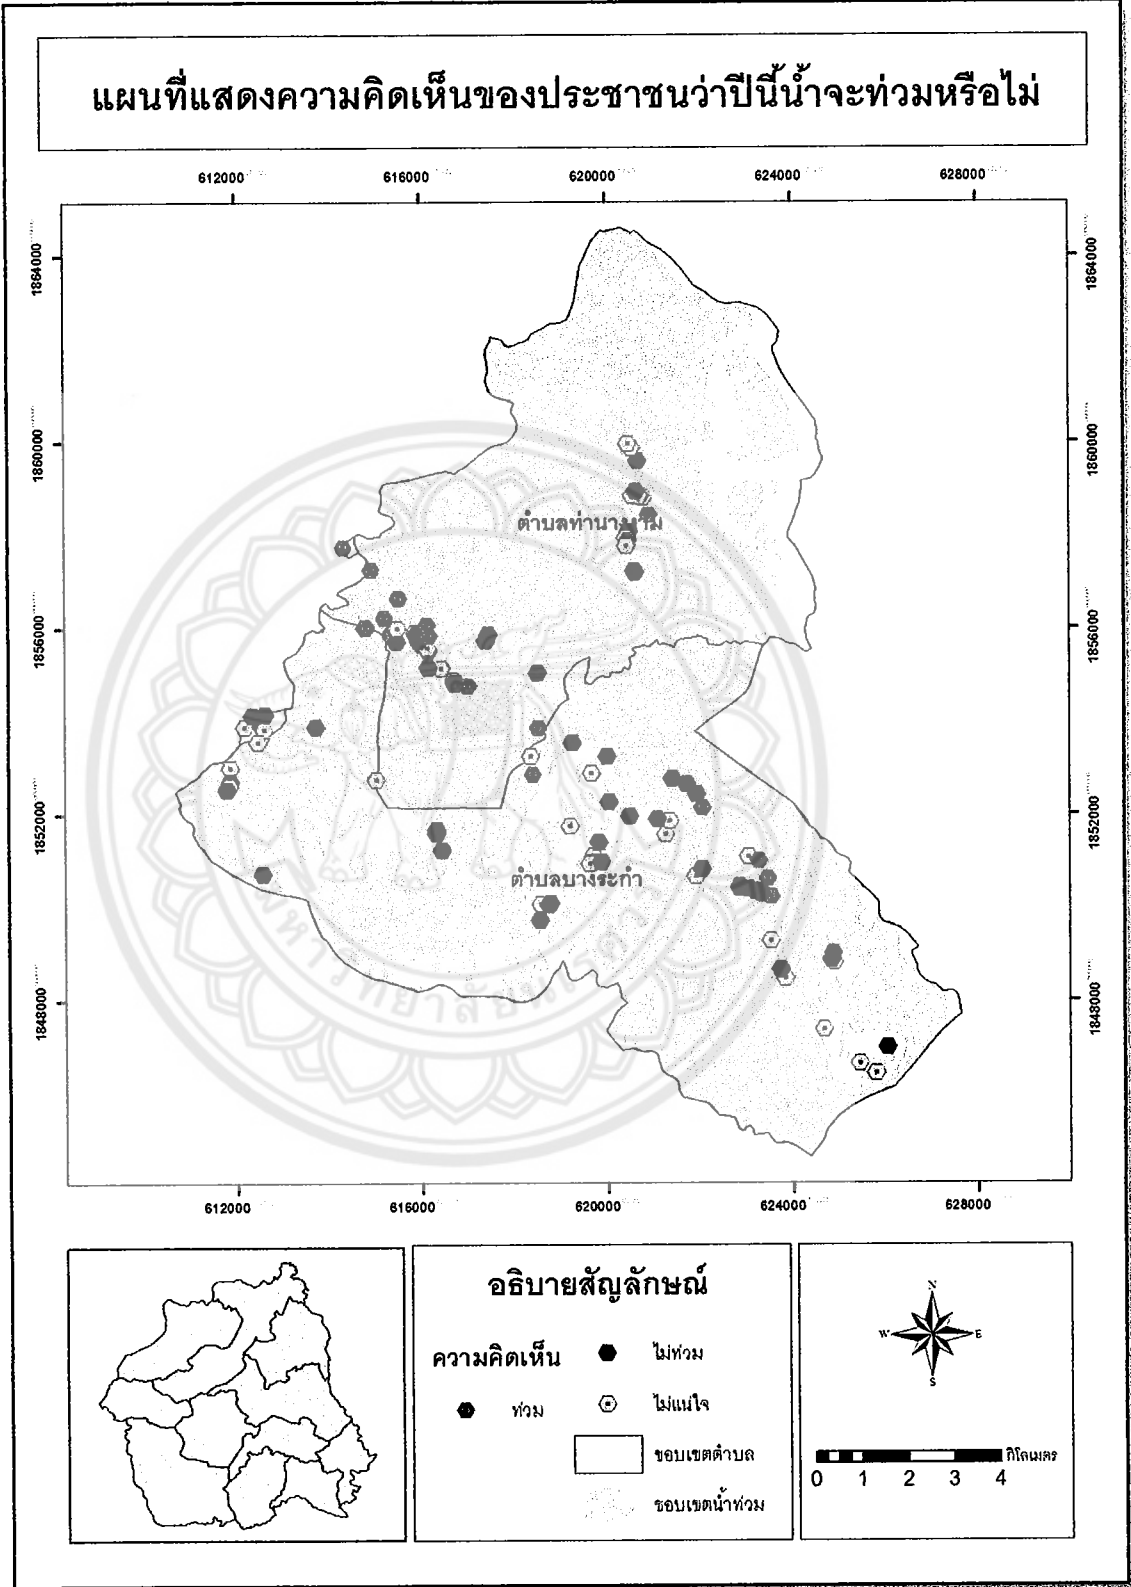 แผนที่แสดงความคิดเห็นของประชาชนว่าปีนี้น้ำจะท่วมหรือไม่
612000 616000 620000 624000 628000
1864000 1864000
1860000 1860000
ตำบลท่านางงาม
1856000 1856000
1852000 1852000
ตำบลบางระกำ
1848000 1848000
612000 616000 620000 624000 628000
อธิบายสัญลักษณ์
ความคิดเห็น ไม่ท่วม
ท่วม ไม่แน่ใจ
ขอบเขตตำบล
ขอบเขตน้ำท่วม
N
W E
S
กิโลเมตร
0 1 2 3 4